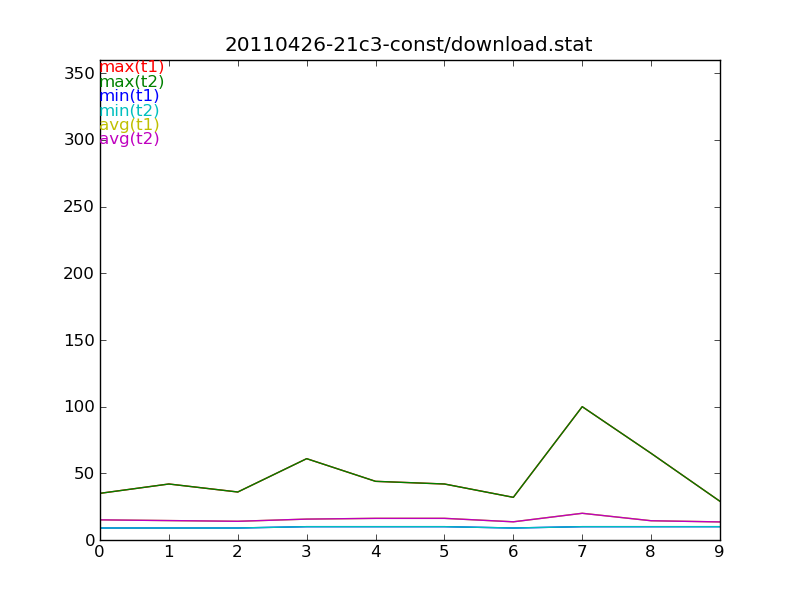 20110426-21c3-const/download.stat
350
max(t1)
max(t2)
min(t1)
min(t2)
avg(t1)
300
avg(t2)
250
200
150
100
50
0
0 1 2 3 4 5 6 7 8 9